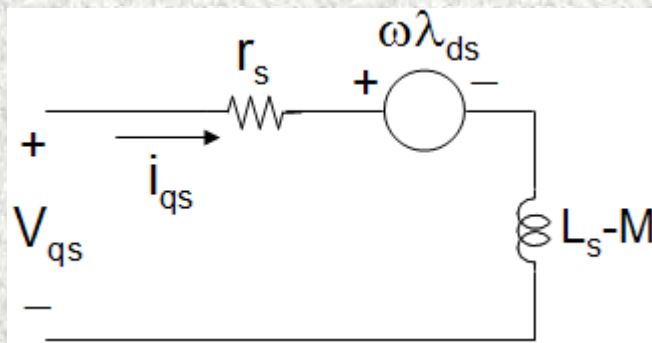 ωλds
rs
+ –
+
iqs
Vqs
Ls-M
–